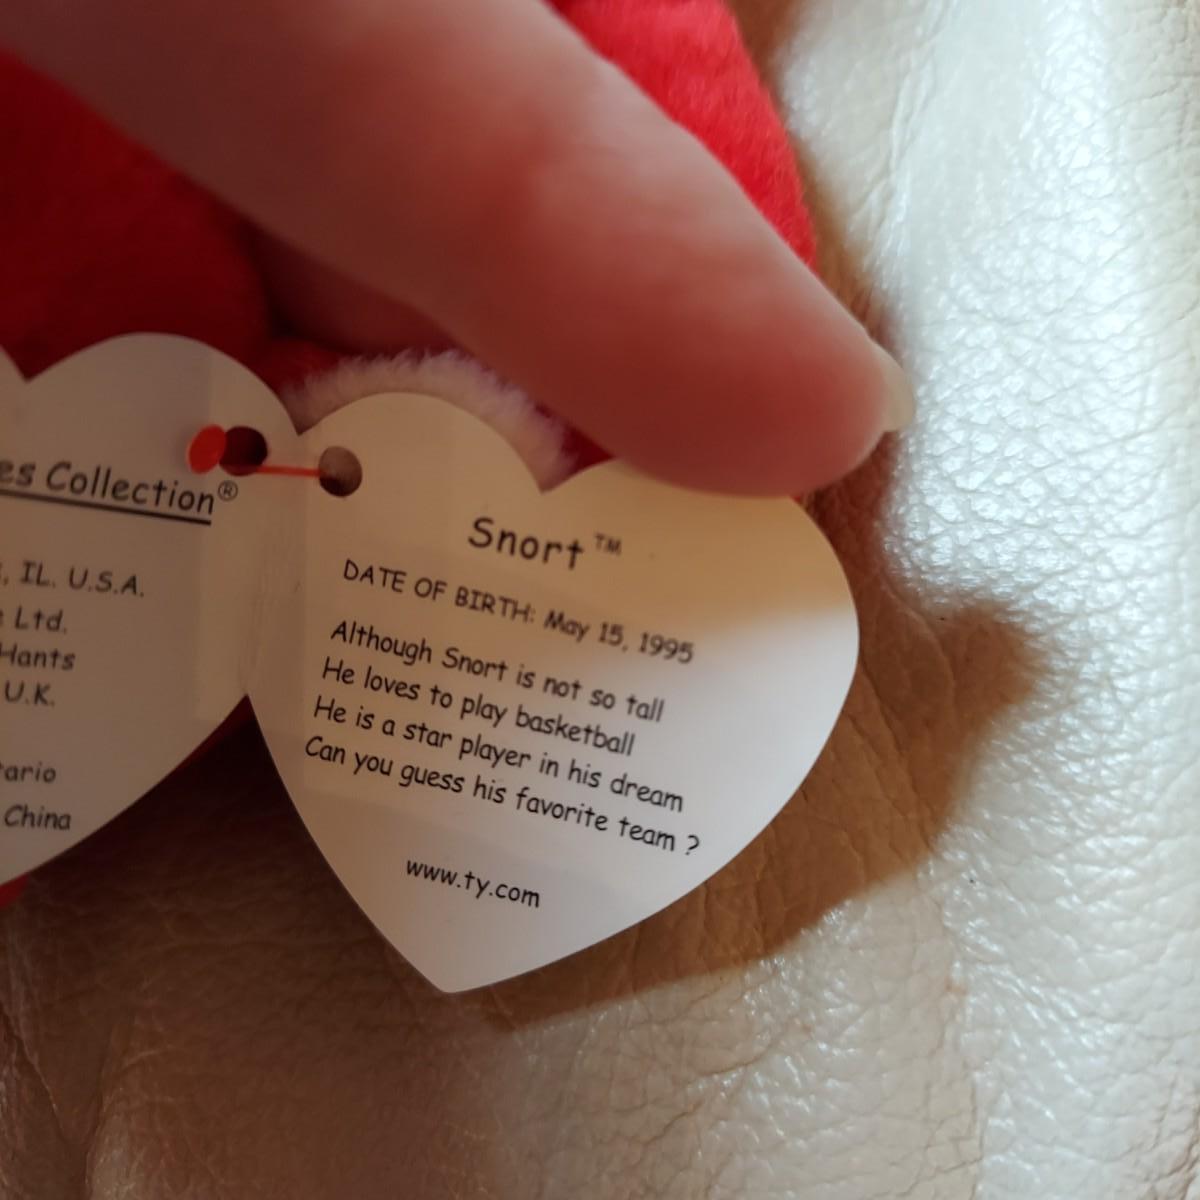 es Collection®
, IL. U.S.A.
Ltd.
Hants
U.K.
ario
China
Snort™
DATE OF BIRTH: May 15, 1995
Although Snort is not so tall
He loves to play basketball
He is a star player in his dream
Can you guess his favorite team ?
www.ty.com